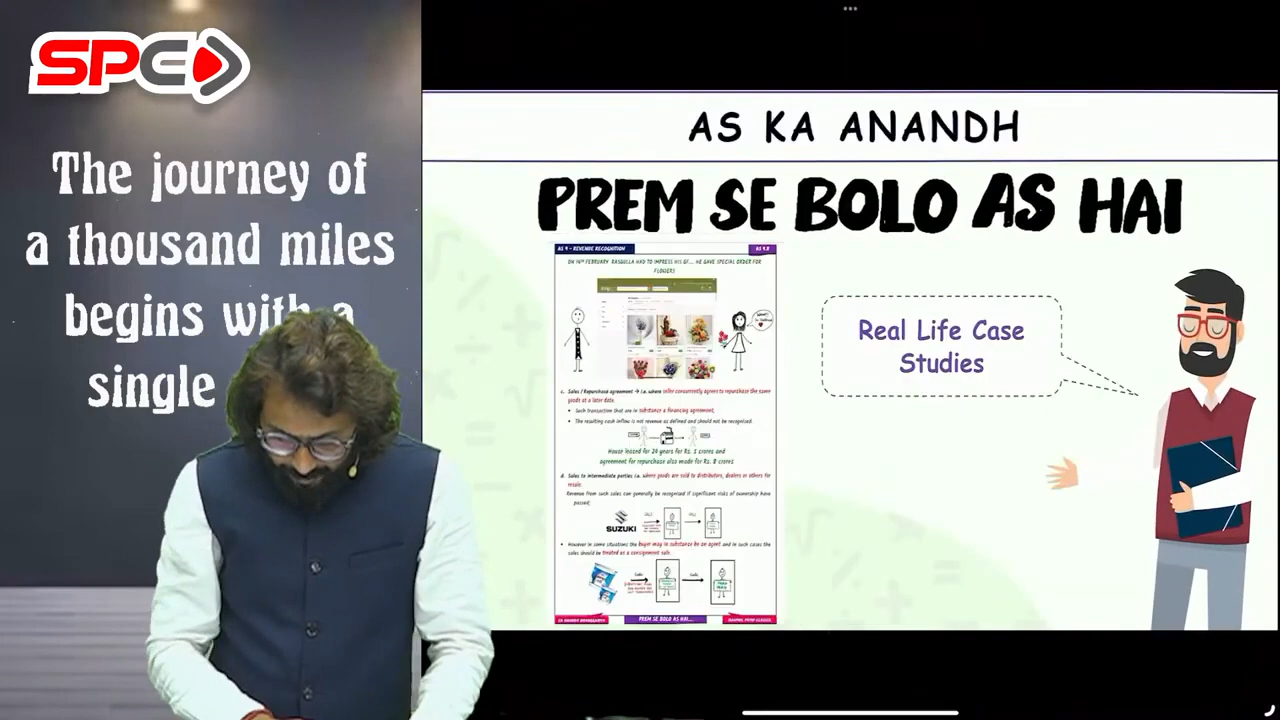 SPC
The journey of
a thousand miles
begins with a
single
AS KA ANANDH
PREM SE BOLO AS HAI
AS 9 - REVENUE RECOGNITION
AS 9.8
ON 14TH FEBRUARY RASGULLA HAD TO IMPRESS HIS GF.... HE GAVE SPECIAL ORDER FOR
FLOWERS
c. Sales / Repurchase agreement → i.e. where seller concurrently agrees to repurchase the same
goods at a later date.
• Such transaction that are in substance a financing agreement,
• The resulting cash inflow is not revenue as defined and should not be recognised.
House leased for 24 years for Rs. 1 crore and
agreement for repurchase also made for Rs. 8 crores
d. Sales to intermediate parties i.e. where goods are sold to distributors, dealers or others for
resale.
Revenue from such sales can generally be recognised if significant risks of ownership have
passed;
SUZUKI
• However in some situations the buyer may in substance be an agent and in such cases the
sales should be treated as a consignment sale.
PREM SE BOLO AS HAI...
Real Life Case
Studies